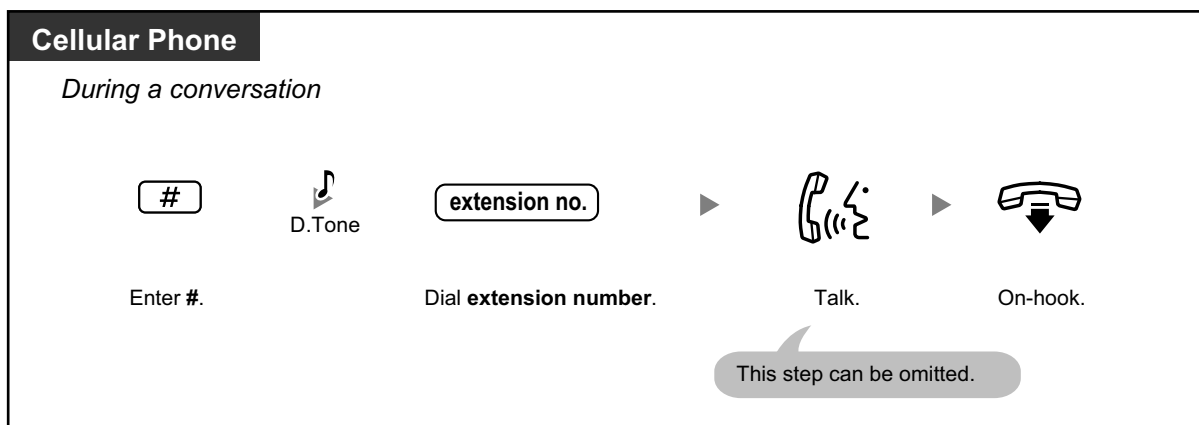 Cellular Phone
During a conversation
#
D.Tone
extension no.
Enter #.
Dial extension number.
Talk.
On-hook.
This step can be omitted.